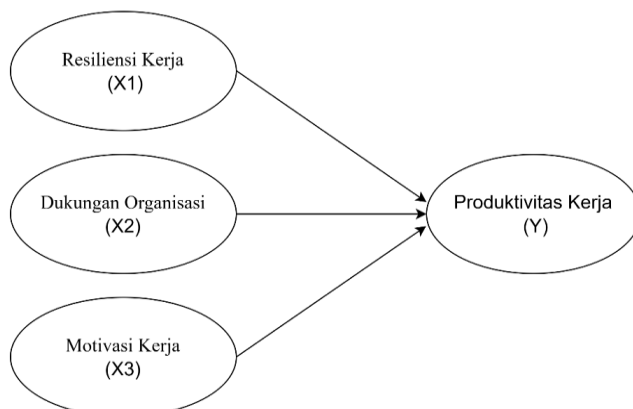 Resiliensi Kerja
(X1)
Dukungan Organisasi
(X2)
Produktivitas Kerja
(Y)
Motivasi Kerja
(X3)